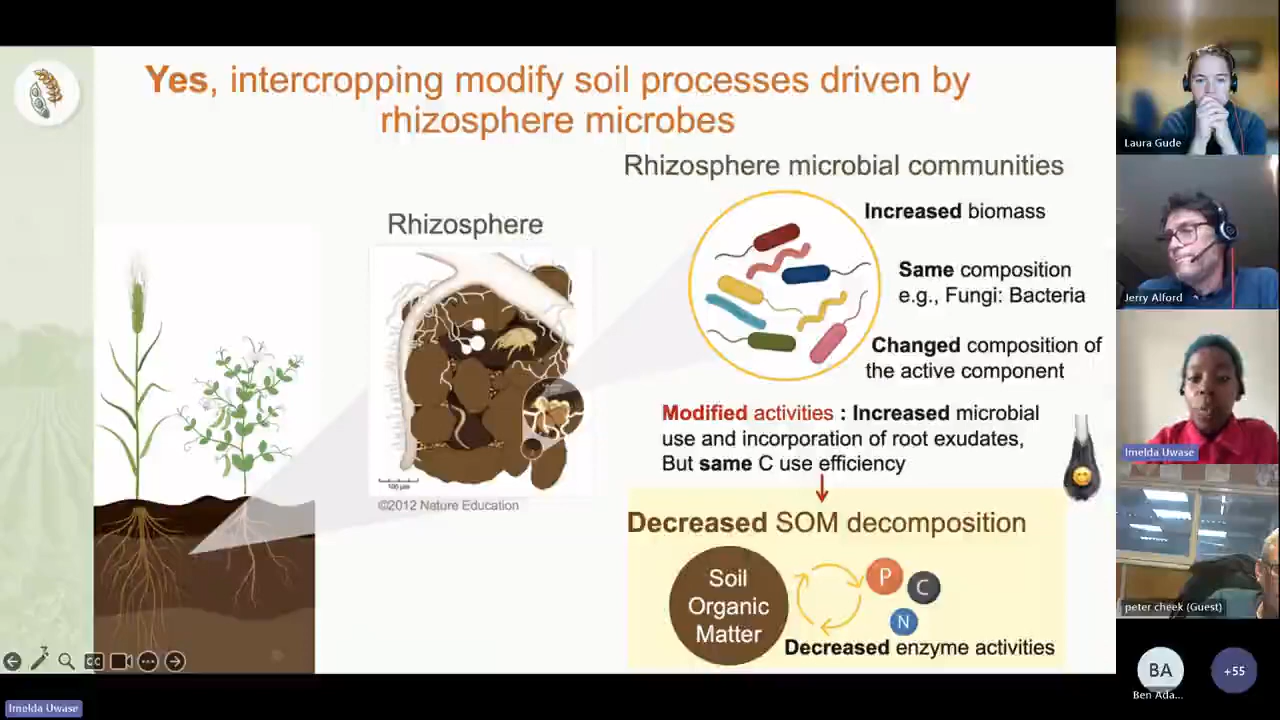 Yes, intercropping modify soil processes driven by
rhizosphere microbes
Rhizosphere microbial communities
Rhizosphere
Increased biomass
Same composition
e.g., Fungi: Bacteria
Changed composition of
the active component
Modified activities : Increased microbial
use and incorporation of root exudates,
But same C use efficiency
100 µm
©2012 Nature Education
Decreased SOM decomposition
Soil
Organic
Matter
P
C
N
Decreased enzyme activities
CC
Imelda Uwase
Laura Gude
Jerry Alford
Imelda Uwase
peter cheek (Guest)
BA
Ben Ada...
+55